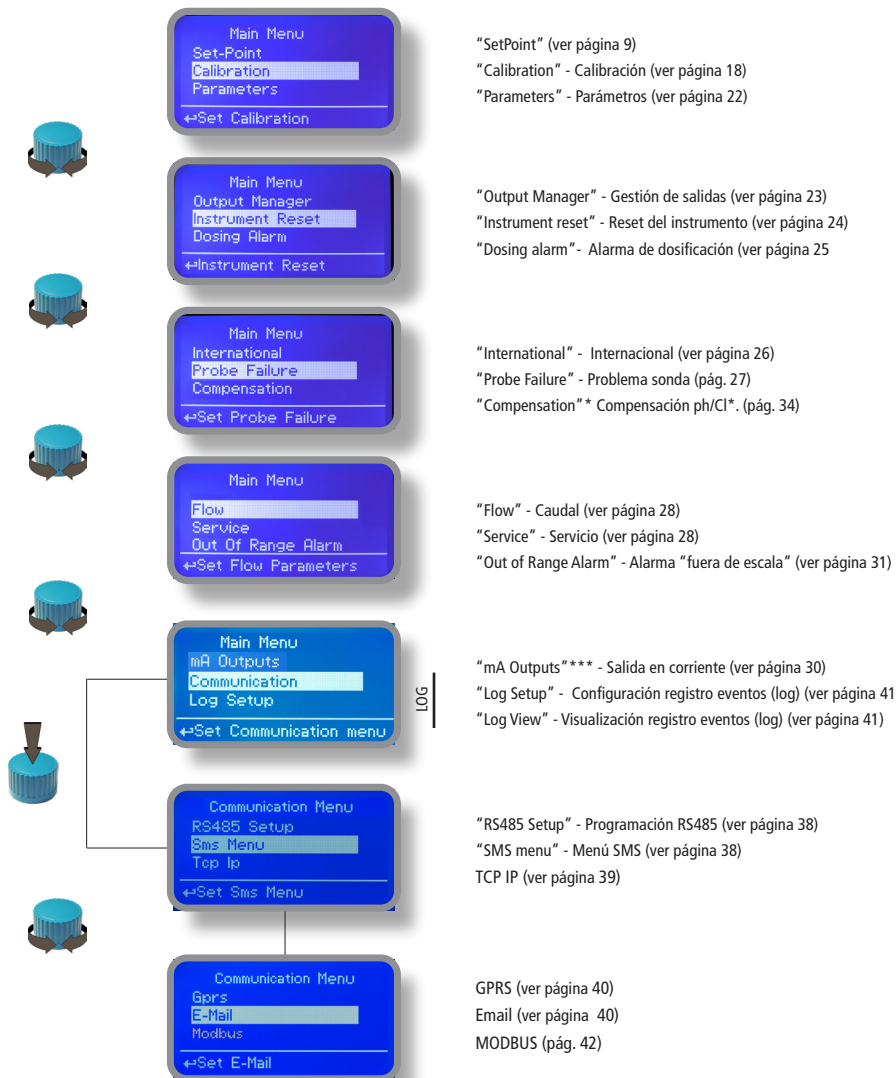 Main Menu
Set-Point
Calibration
Parameters
↩Set Calibration
"SetPoint" (ver página 9)
"Calibration" - Calibración (ver página 18)
"Parameters" - Parámetros (ver página 22)
Main Menu
Output Manager
Instrument Reset
Dosing Alarm
↩Instrument Reset
"Output Manager" - Gestión de salidas (ver página 23)
"Instrument reset" - Reset del instrumento (ver página 24)
"Dosing alarm"- Alarma de dosificación (ver página 25
Main Menu
International
Probe Failure
Compensation
↩Set Probe Failure
"International" - Internacional (ver página 26)
"Probe Failure" - Problema sonda (pág. 27)
"Compensation"* Compensación ph/Cl*. (pág. 34)
Main Menu
Flow
Service
Out Of Range Alarm
↩Set Flow Parameters
"Flow" - Caudal (ver página 28)
"Service" - Servicio (ver página 28)
"Out of Range Alarm" - Alarma "fuera de escala" (ver página 31)
Main Menu
mA Outputs
Communication
Log Setup
↩Set Communication menu
LOG
"mA Outputs"*** - Salida en corriente (ver página 30)
"Log Setup" - Configuración registro eventos (log) (ver página 41
"Log View" - Visualización registro eventos (log) (ver página 41)
Communication Menu
RS485 Setup
Sms Menu
Tcp Ip
↩Set Sms Menu
"RS485 Setup" - Programación RS485 (ver página 38)
"SMS menu" - Menú SMS (ver página 38)
TCP IP (ver página 39)
Communication Menu
Gprs
E-Mail
Modbus
↩Set E-Mail
GPRS (ver página 40)
Email (ver página 40)
MODBUS (pág. 42)